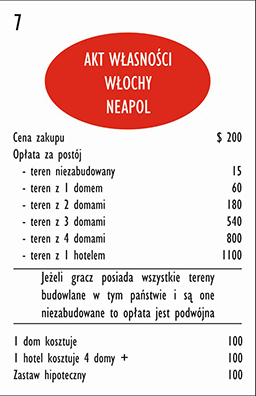 7
AKT WŁASNOŚCI
WŁOCHY
NEAPOL
Cena zakupu $ 200
Opłata za postój
- teren niezabudowany 15
- teren z 1 domem 60
- teren z 2 domami 180
- teren z 3 domami 540
- teren z 4 domami 800
- teren z 1 hotelem 1100
Jeżeli gracz posiada wszystkie tereny
budowlane w tym państwie i są one
niezabudowane to opłata jest podwójna
1 dom kosztuje 100
1 hotel kosztuje 4 domy + 100
Zastaw hipoteczny 100